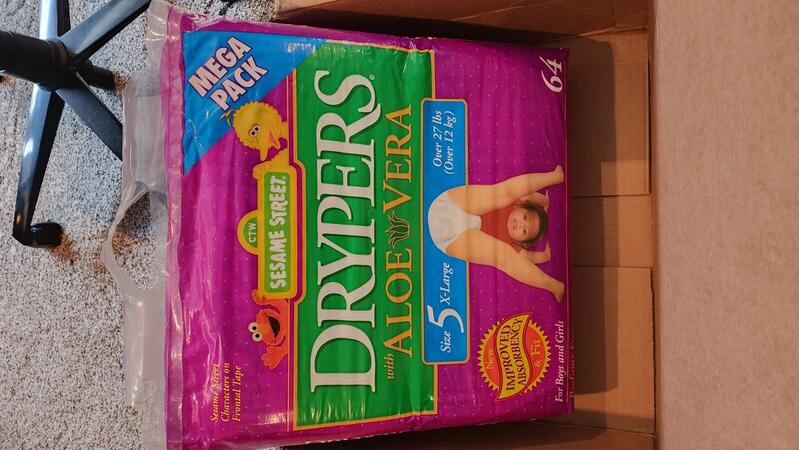 MEGA
PACK
64
CTW
SESAME STREET
DRYPERS®
with ALOE VERA
Size 5 X-Large
Over 27 lbs
(Over 12 kg)
Sesame Street
Characters on
Frontal Tape
New
IMPROVED
ABSORBENCY
& Fit
For Boys and Girls